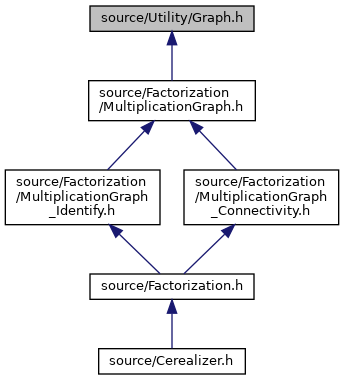 source/Utility/Graph.h
source/Factorization
/MultiplicationGraph.h
source/Factorization
/MultiplicationGraph
_Identify.h
source/Factorization
/MultiplicationGraph
_Connectivity.h
source/Factorization.h
source/Cerealizer.h